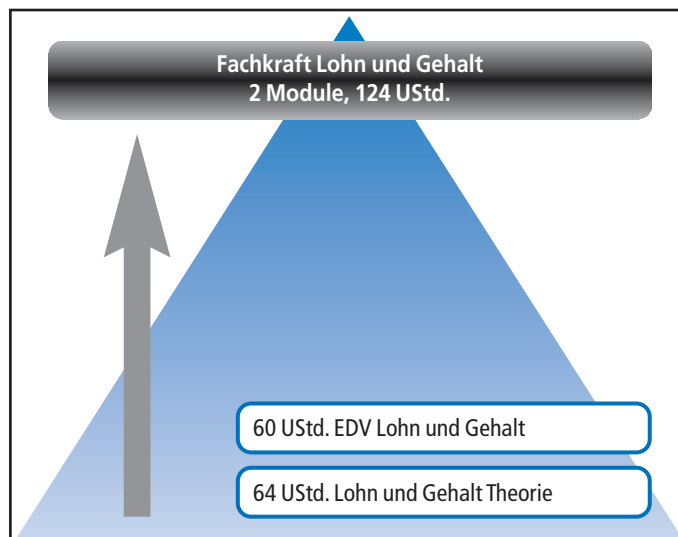 Fachkraft Lohn und Gehalt
2 Module, 124 UStd.
60 UStd. EDV Lohn und Gehalt
64 UStd. Lohn und Gehalt Theorie